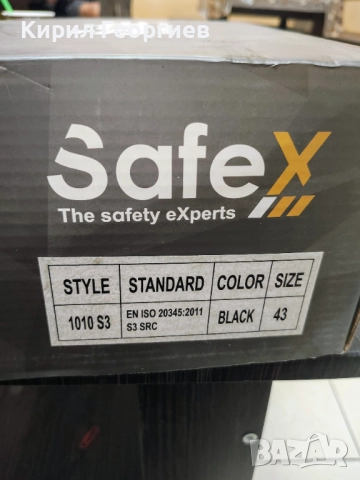 Кирил Георгиев
SafeX
The safety eXperts
STYLE STANDARD COLOR SIZE
1010 S3 EN ISO 20345:2011 S3 SRC BLACK 43
BAZAR